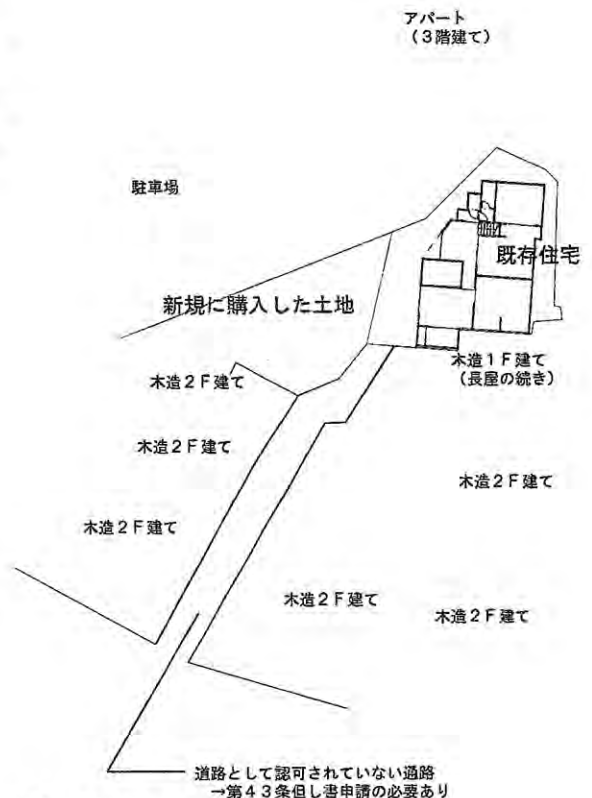 アパート
(3階建て)
駐車場
既存住宅
新規に購入した土地
木造1F建て
(長屋の続き)
木造2F建て
木造2F建て
木造2F建て
木造2F建て
木造2F建て
木造2F建て
道路として認可されていない通路
→第43条但し書申請の必要あり